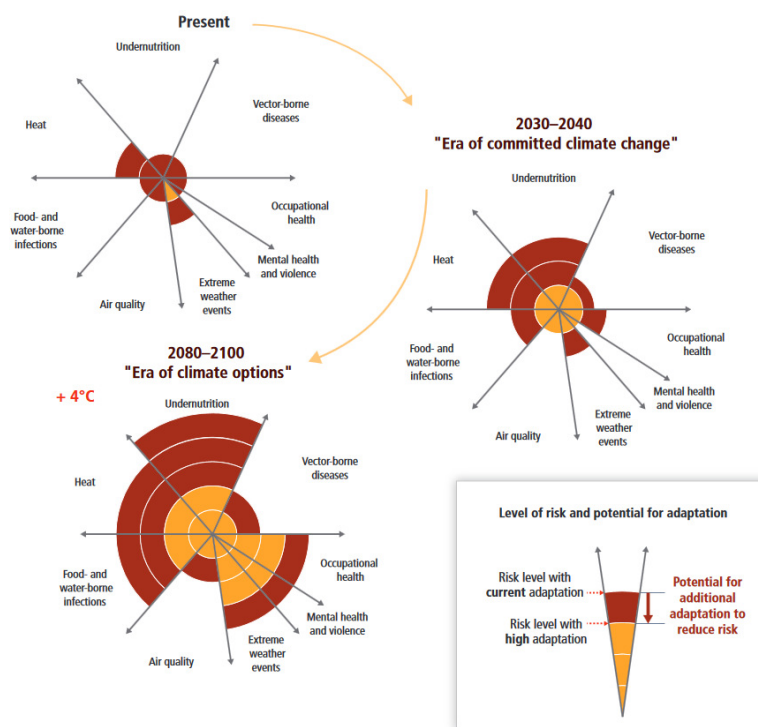 Present
Undernutrition
Vector-borne
diseases
Heat
Occupational
health
Food- and
water-borne
infections
Mental health
and violence
Air quality
Extreme
weather
events
2030–2040
"Era of committed climate change"
Undernutrition
Vector-borne
diseases
Heat
Occupational
health
Food- and
water-borne
infections
Mental health
and violence
Air quality
Extreme
weather
events
2080–2100
"Era of climate options"
+ 4°C
Undernutrition
Vector-borne
diseases
Heat
Occupational
health
Food- and
water-borne
infections
Mental health
and violence
Air quality
Extreme
weather
events
Level of risk and potential for adaptation
Risk level with
current adaptation
Risk level with
high adaptation
Potential for
additional
adaptation to
reduce risk